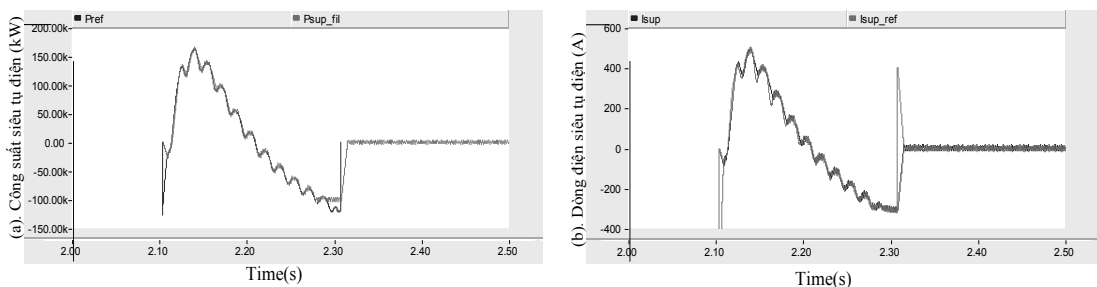 Pref
Psup_fil
(a). Công suất siêu tụ điện (kW)
200.00k
150.00k
100.00k
50.00k
0.00
-50.00k
-100.00k
-150.00k
2.00
2.10
2.20
2.30
2.40
2.50
Time(s)
Isup
Isup_ref
(b). Dòng điện siêu tụ điện (A)
600
400
200
0
-200
-400
2.00
2.10
2.20
2.30
2.40
2.50
Time(s)